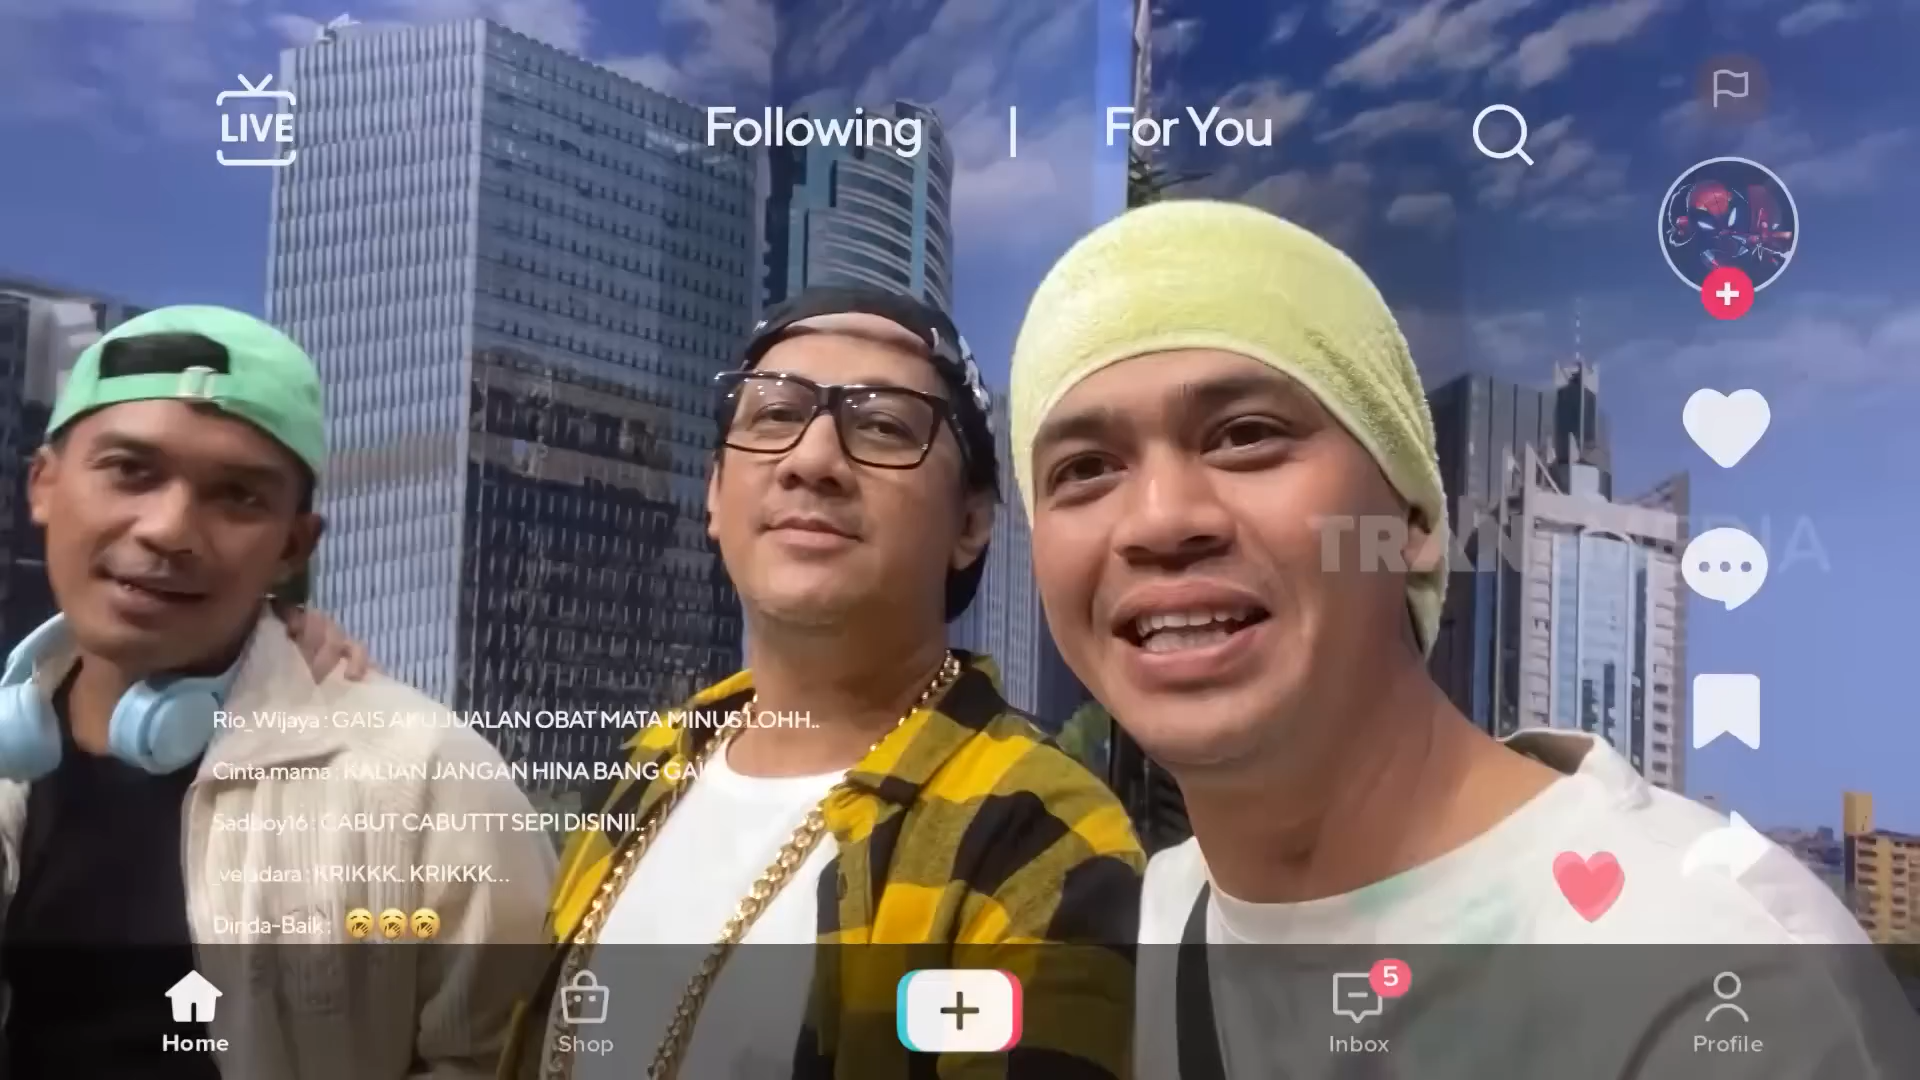 LIVE
Following | For You
TRANSMEDIA
Rio_Wijaya : GAIS AKU JUALAN OBAT MATA MINUS LOHH..
Cinta.mama : KALIAN JANGAN HINA BANG
Sadboy16 : CABUT CABUTTT SEPI DISINII..
KRIKKK.. KRIKKK...
Dinda-Baik : 🥱🥱🥱
5
Home
Shop
Inbox
Profile